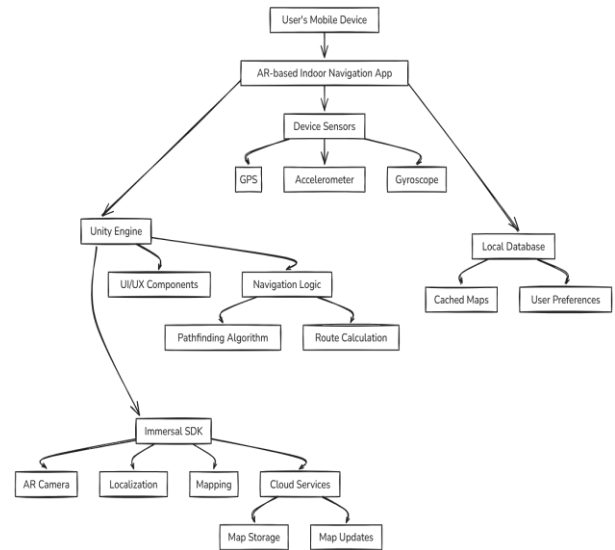 User's Mobile Device
AR-based Indoor Navigation App
Device Sensors
GPS
Accelerometer
Gyroscope
Unity Engine
Local Database
UI/UX Components
Navigation Logic
Cached Maps
User Preferences
Pathfinding Algorithm
Route Calculation
Immersal SDK
AR Camera
Localization
Mapping
Cloud Services
Map Storage
Map Updates